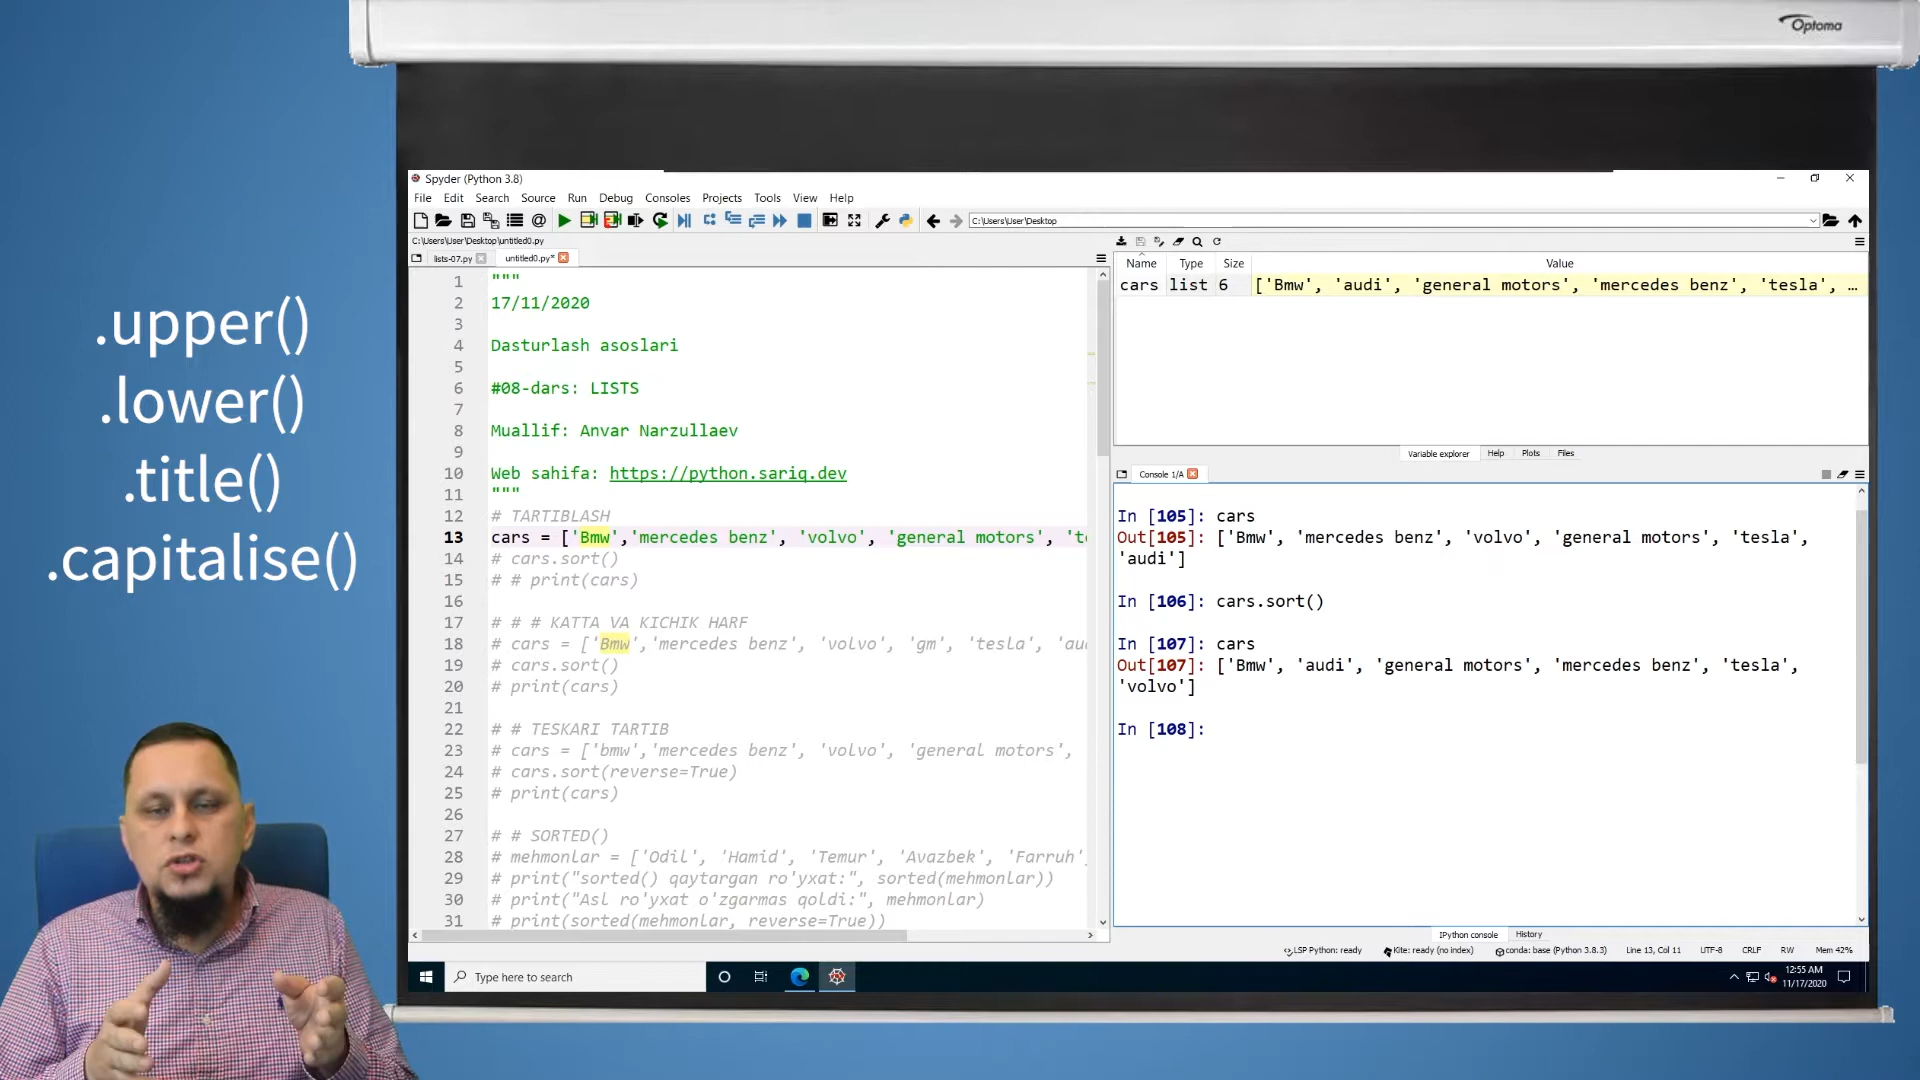 Optoma
.upper()
.lower()
.title()
.capitalise()
Spyder (Python 3.8)
File Edit Search Source Run Debug Consoles Projects Tools View Help
C:\Users\User\Desktop
C:\Users\User\Desktop\untitled0.py
lists-07.py untitled0.py*
1 """
2 17/11/2020
3
4 Dasturlash asoslari
5
6 #08-dars: LISTS
7
8 Muallif: Anvar Narzullaev
9
10 Web sahifa: https://python.sariq.dev
11 """
12 # TARTIBLASH
13 cars = ['Bmw','mercedes benz', 'volvo', 'general motors', 'te
14 # cars.sort()
15 # # print(cars)
16
17 # # # KATTA VA KICHIK HARF
18 # cars = ['Bmw','mercedes benz', 'volvo', 'gm', 'tesla', 'au
19 # cars.sort()
20 # print(cars)
21
22 # # TESKARI TARTIB
23 # cars = ['bmw','mercedes benz', 'volvo', 'general motors',
24 # cars.sort(reverse=True)
25 # print(cars)
26
27 # # SORTED()
28 # mehmonlar = ['Odil', 'Hamid', 'Temur', 'Avazbek', 'Farruh'
29 # print("sorted() qaytargan ro'yxat:", sorted(mehmonlar))
30 # print("Asl ro'yxat o'zgarmas qoldi:", mehmonlar)
31 # print(sorted(mehmonlar, reverse=True))
Name Type Size Value
cars list 6 ['Bmw', 'audi', 'general motors', 'mercedes benz', 'tesla', ...
Variable explorer Help Plots Files
Console 1/A
In [105]: cars
Out[105]: ['Bmw', 'mercedes benz', 'volvo', 'general motors', 'tesla',
'audi']
In [106]: cars.sort()
In [107]: cars
Out[107]: ['Bmw', 'audi', 'general motors', 'mercedes benz', 'tesla',
'volvo']
In [108]:
IPython console History
LSP Python: ready Kite: ready (no index) conda: base (Python 3.8.3) Line 13, Col 11 UTF-8 CRLF RW Mem 42%
Type here to search
12:55 AM
11/17/2020